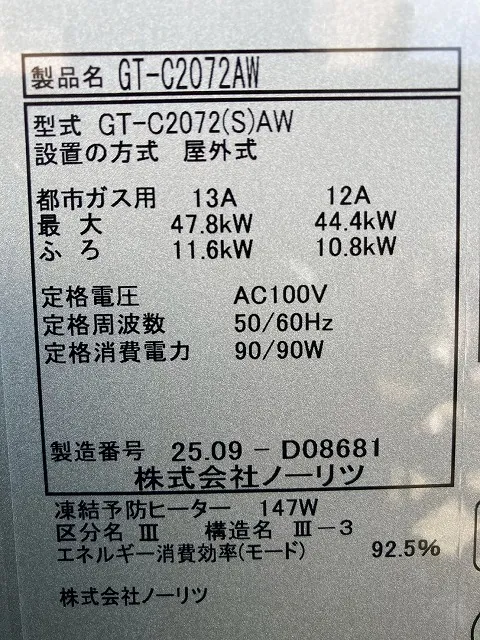 製品名 GT-C2072AW
型式 GT-C2072(S)AW
設置の方式 屋外式
都市ガス用 13A 12A
最大 47.8kW 44.4kW
ふろ 11.6kW 10.8kW
定格電圧 AC100V
定格周波数 50/60Hz
定格消費電力 90/90W
製造番号 25.09 - D08681
株式会社ノーリツ
凍結予防ヒーター 147W
区分名 Ⅲ 構造名 Ⅲ-3
エネルギー消費効率(モード) 92.5%
株式会社ノーリツ